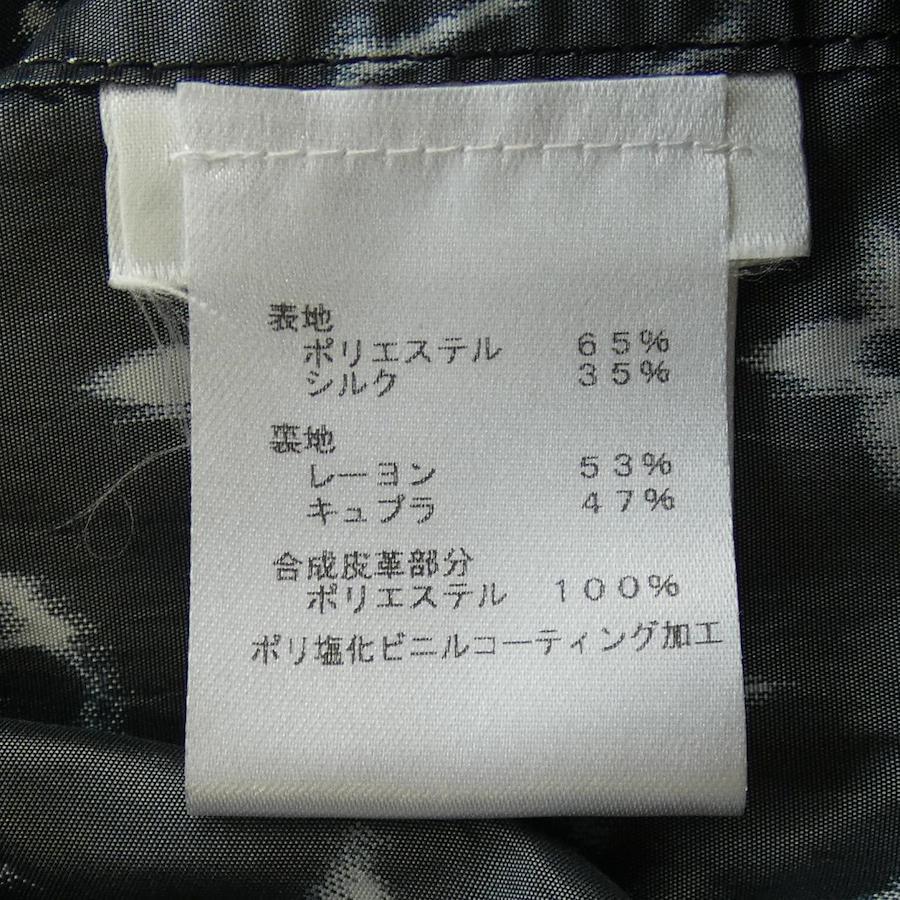 表地
ポリエステル ６５％
シルク ３５％
裏地
レーヨン ５３％
キュプラ ４７％
合成皮革部分
ポリエステル １００％
ポリ塩化ビニルコーティング加工